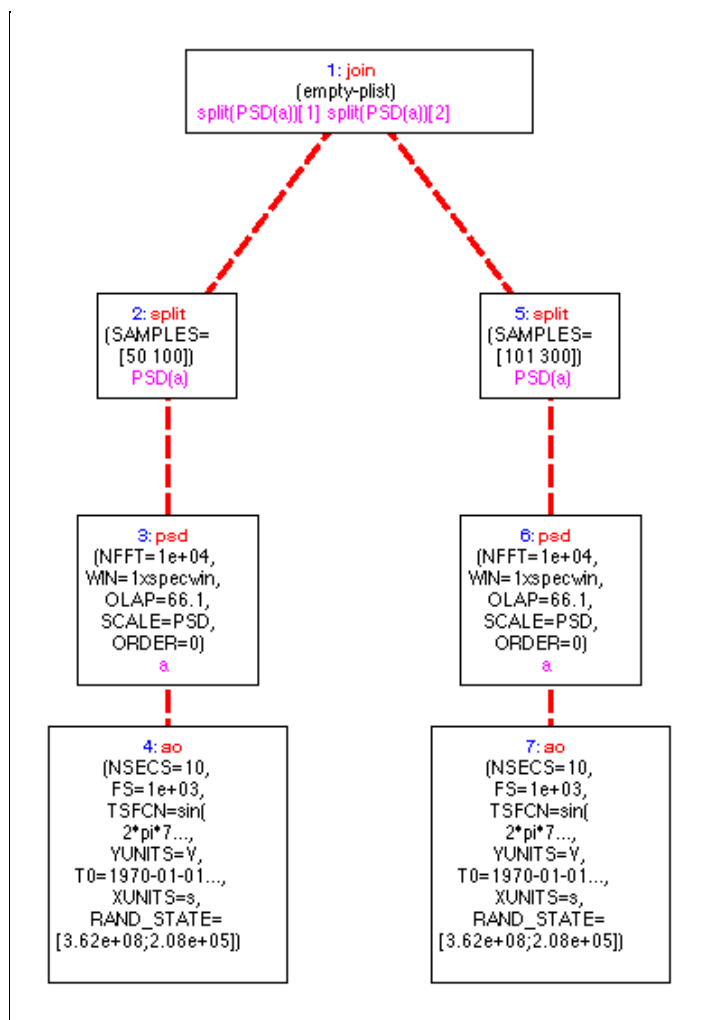 1: join
(empty-plist)
split(PSD(a))[1] split(PSD(a))[2]
2: split
(SAMPLES=
[50 100])
PSD(a)
5: split
(SAMPLES=
[101 300])
PSD(a)
3: psd
(NFFT=1e+04,
WIN=1xspecwin,
OLAP=66.1,
SCALE=PSD,
ORDER=0)
a
6: psd
(NFFT=1e+04,
WIN=1xspecwin,
OLAP=66.1,
SCALE=PSD,
ORDER=0)
a
4: ao
(NSECS=10,
FS=1e+03,
TSFCN=sin(
2*pi*7...,
YUNITS=V,
T0=1970-01-01...,
XUNITS=s,
RAND_STATE=
[3.62e+08;2.08e+05])
7: ao
(NSECS=10,
FS=1e+03,
TSFCN=sin(
2*pi*7...,
YUNITS=V,
T0=1970-01-01...,
XUNITS=s,
RAND_STATE=
[3.62e+08;2.08e+05])